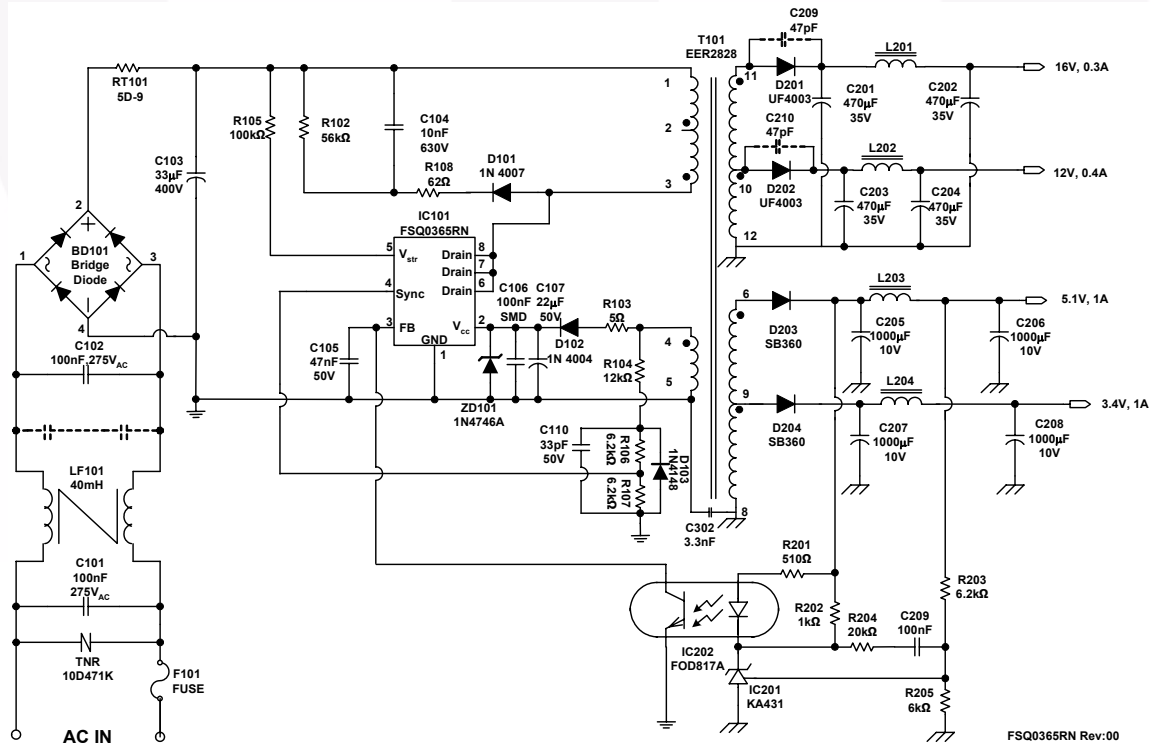 C209
47pF
T101
EER2828
L201
16V, 0.3A
RT101
5D-9
1
11
D201
UF4003
C201
470µF
35V
C202
470µF
35V
R105
100kΩ
R102
56kΩ
C104
10nF
630V
2
C210
47pF
L202
C103
33µF
400V
R108
62Ω
D101
1N 4007
3
10
D202
UF4003
12V, 0.4A
C203
470µF
35V
C204
470µF
35V
2
IC101
FSQ0365RN
12
1
BD101
Bridge
Diode
3
4
5
Vstr
Drain
8
Drain
7
4
Sync
Drain
6
C106
100nF
SMD
C107
22µF
50V
L203
6
5.1V, 1A
R103
5Ω
D203
SB360
C205
1000µF
10V
C206
1000µF
10V
3
FB
Vcc
2
GND
1
D102
1N 4004
C102
100nF,275VAC
C105
47nF
50V
R104
12kΩ
4
5
L204
9
3.4V, 1A
ZD101
1N4746A
D204
SB360
C207
1000µF
10V
C208
1000µF
10V
C110
33pF
50V
R106
6.2kΩ
R107
6.2kΩ
D103
1N4148
LF101
40mH
8
C302
3.3nF
R201
510Ω
C101
100nF
275VAC
R203
6.2kΩ
R202
1kΩ
R204
20kΩ
C209
100nF
TNR
10D471K
IC202
FOD817A
F101
FUSE
IC201
KA431
R205
6kΩ
AC IN
FSQ0365RN Rev:00